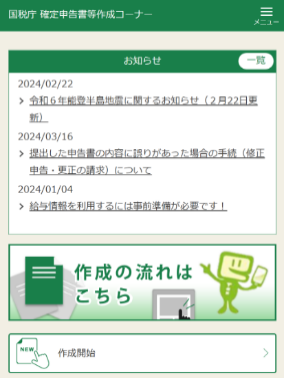 国税庁 確定申告書等作成コーナー
メニュー
お知らせ
一覧
2024/02/22
令和６年能登半島地震に関するお知らせ（２月22日更
新）
2024/03/16
提出した申告書の内容に誤りがあった場合の手続（修正
申告・更正の請求）について
2024/01/04
給与情報を利用するには事前準備が必要です！
作成の流れは
こちら
NEW
作成開始